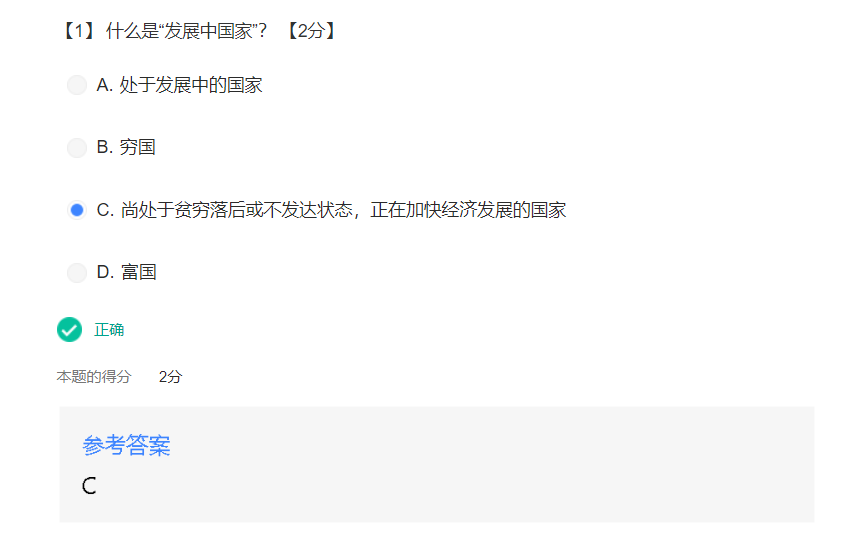 【1】 什么是“发展中国家”？ 【2分】
A. 处于发展中的国家
B. 穷国
C. 尚处于贫穷落后或不发达状态，正在加快经济发展的国家
D. 富国
正确
本题的得分 2分
参考答案
C